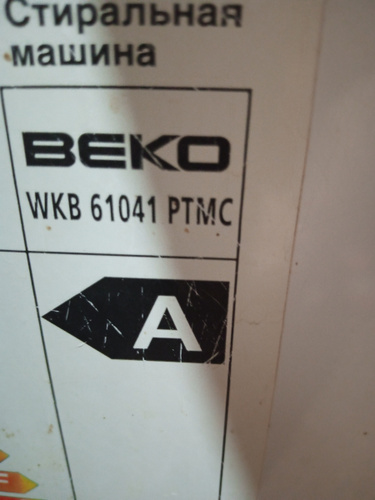 Стиральная
машина
BEKO
WKB 61041 PTMC
A
F